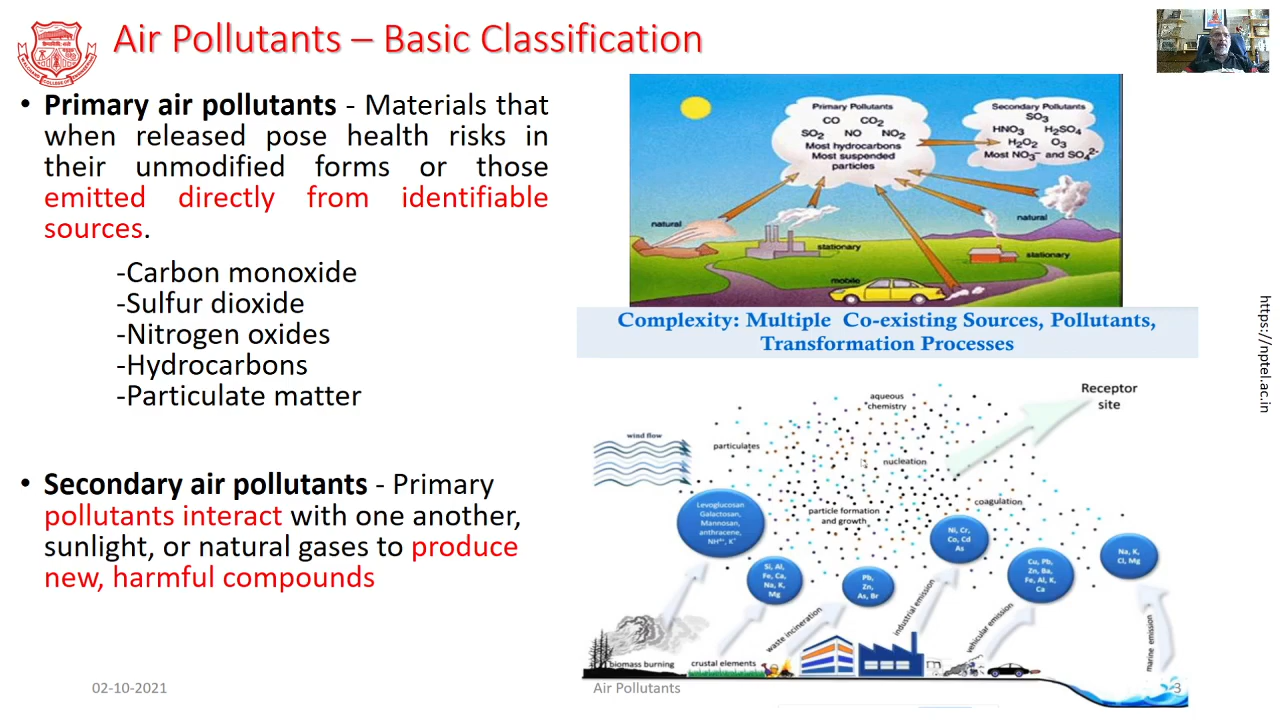 Air Pollutants – Basic Classification
• Primary air pollutants - Materials that
when released pose health risks in
their unmodified forms or those
emitted directly from identifiable
sources.
-Carbon monoxide
-Sulfur dioxide
-Nitrogen oxides
-Hydrocarbons
-Particulate matter
• Secondary air pollutants - Primary
pollutants interact with one another,
sunlight, or natural gases to produce
new, harmful compounds
Primary Pollutants
CO CO2
SO2 NO NO2
Most hydrocarbons
Most suspended
particles
Secondary Pollutants
SO3
HNO3 H2SO4
H2O2 O3
Most NO3⁻ and SO4²⁻
natural
stationary
mobile
natural
stationary
Complexity: Multiple Co-existing Sources, Pollutants,
Transformation Processes
Receptor
site
aqueous
chemistry
wind flow
particulates
nucleation
coagulation
particle formation
and growth
Levoglucosan
Galactosan,
Mannosan,
anthracene,
NH⁴⁺, K⁺
Si, Al,
Fe, Ca,
Na, K,
Mg
Pb,
Zn,
As, Br
Ni, Cr,
Co, Cd
As
Cu, Pb,
Zn, Ba,
Fe, Al, K,
Ca
Na, K,
Cl, Mg
biomass burning
crustal elements
waste incineration
industrial emission
vehicular emission
marine emission
https://nptel.ac.in
02-10-2021
Air Pollutants
3